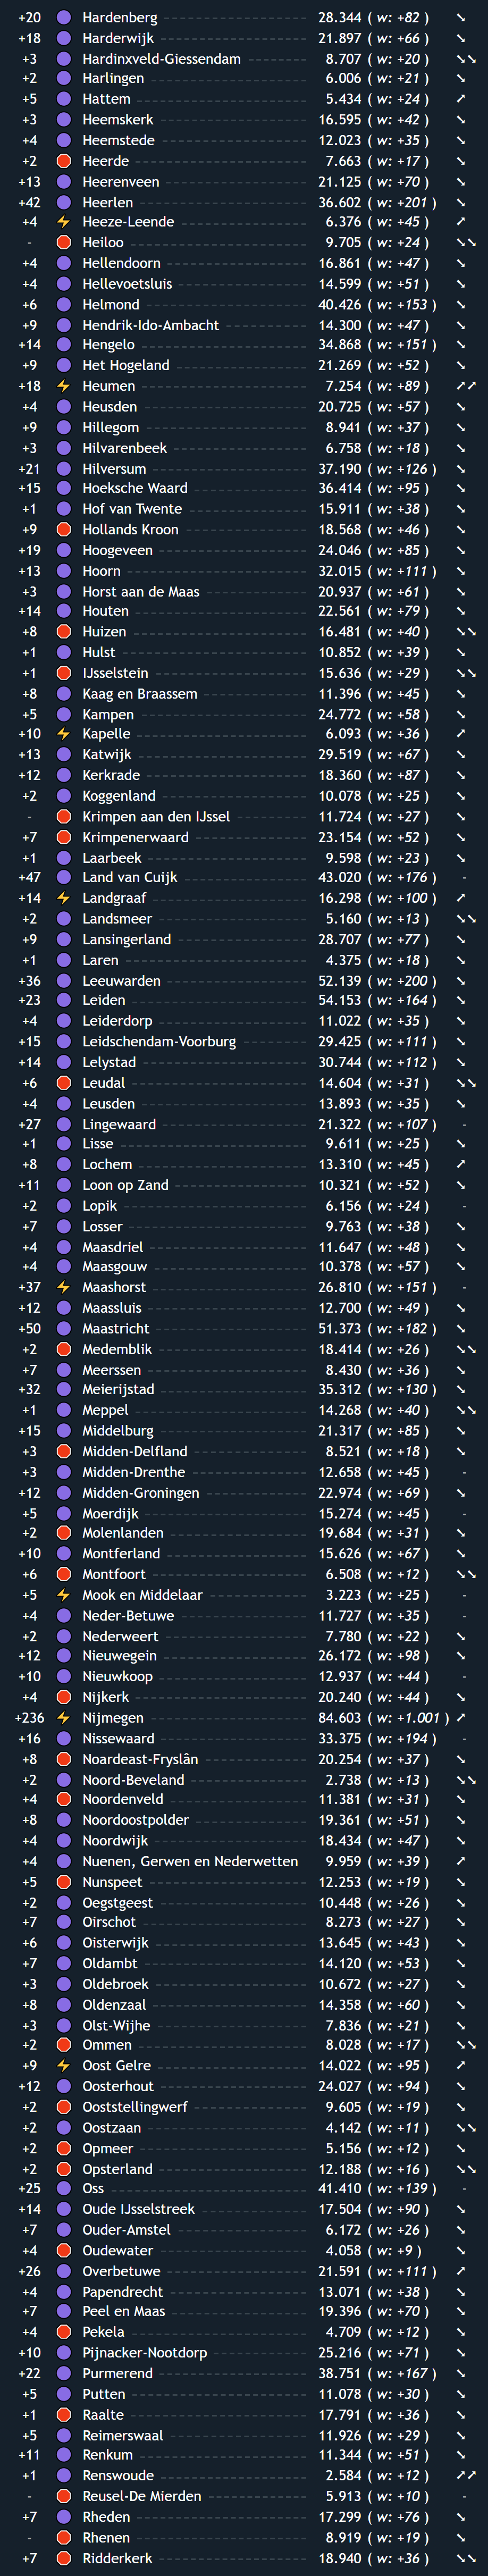 +20 Hardenberg 28.344 ( w: +82 )
+18 Harderwijk 21.897 ( w: +66 )
+3 Hardinxveld-Giessendam 8.707 ( w: +20 )
+2 Harlingen 6.006 ( w: +21 )
+5 Hattem 5.434 ( w: +24 )
+3 Heemskerk 16.595 ( w: +42 )
+4 Heemstede 12.023 ( w: +35 )
+2 Heerde 7.663 ( w: +17 )
+13 Heerenveen 21.125 ( w: +70 )
+42 Heerlen 36.602 ( w: +201 )
+4 Heeze-Leende 6.376 ( w: +45 )
- Heiloo 9.705 ( w: +24 )
+4 Hellendoorn 16.861 ( w: +47 )
+4 Hellevoetsluis 14.599 ( w: +51 )
+6 Helmond 40.426 ( w: +153 )
+9 Hendrik-Ido-Ambacht 14.300 ( w: +47 )
+14 Hengelo 34.868 ( w: +151 )
+9 Het Hogeland 21.269 ( w: +52 )
+18 Heumen 7.254 ( w: +89 )
+4 Heusden 20.725 ( w: +57 )
+9 Hillegom 8.941 ( w: +37 )
+3 Hilvarenbeek 6.758 ( w: +18 )
+21 Hilversum 37.190 ( w: +126 )
+15 Hoeksche Waard 36.414 ( w: +95 )
+1 Hof van Twente 15.911 ( w: +38 )
+9 Hollands Kroon 18.568 ( w: +46 )
+19 Hoogeveen 24.046 ( w: +85 )
+13 Hoorn 32.015 ( w: +111 )
+3 Horst aan de Maas 20.937 ( w: +61 )
+14 Houten 22.561 ( w: +79 )
+8 Huizen 16.481 ( w: +40 )
+1 Hulst 10.852 ( w: +39 )
+1 IJsselstein 15.636 ( w: +29 )
+8 Kaag en Braassem 11.396 ( w: +45 )
+5 Kampen 24.772 ( w: +58 )
+10 Kapelle 6.093 ( w: +36 )
+13 Katwijk 29.519 ( w: +67 )
+12 Kerkrade 18.360 ( w: +87 )
+2 Koggenland 10.078 ( w: +25 )
- Krimpen aan den IJssel 11.724 ( w: +27 )
+7 Krimpenerwaard 23.154 ( w: +52 )
+1 Laarbeek 9.598 ( w: +23 )
+47 Land van Cuijk 43.020 ( w: +176 ) -
+14 Landgraaf 16.298 ( w: +100 )
+2 Landsmeer 5.160 ( w: +13 )
+9 Lansingerland 28.707 ( w: +77 )
+1 Laren 4.375 ( w: +18 )
+36 Leeuwarden 52.139 ( w: +200 )
+23 Leiden 54.153 ( w: +164 )
+4 Leiderdorp 11.022 ( w: +35 )
+15 Leidschendam-Voorburg 29.425 ( w: +111 )
+14 Lelystad 30.744 ( w: +112 )
+6 Leudal 14.604 ( w: +31 )
+4 Leusden 13.893 ( w: +35 )
+27 Lingewaard 21.322 ( w: +107 ) -
+1 Lisse 9.611 ( w: +25 )
+8 Lochem 13.310 ( w: +45 )
+11 Loon op Zand 10.321 ( w: +52 )
+2 Lopik 6.156 ( w: +24 ) -
+7 Losser 9.763 ( w: +38 )
+4 Maasdriel 11.647 ( w: +48 )
+4 Maasgouw 10.378 ( w: +57 )
+37 Maashorst 26.810 ( w: +151 ) -
+12 Maassluis 12.700 ( w: +49 )
+50 Maastricht 51.373 ( w: +182 )
+2 Medemblik 18.414 ( w: +26 )
+7 Meerssen 8.430 ( w: +36 )
+32 Meierijstad 35.312 ( w: +130 )
+1 Meppel 14.268 ( w: +40 )
+15 Middelburg 21.317 ( w: +85 )
+3 Midden-Delfland 8.521 ( w: +18 )
+3 Midden-Drenthe 12.658 ( w: +45 ) -
+12 Midden-Groningen 22.974 ( w: +69 )
+5 Moerdijk 15.274 ( w: +45 ) -
+2 Molenlanden 19.684 ( w: +31 )
+10 Montferland 15.626 ( w: +67 )
+6 Montfoort 6.508 ( w: +12 )
+5 Mook en Middelaar 3.223 ( w: +25 ) -
+4 Neder-Betuwe 11.727 ( w: +35 ) -
+2 Nederweert 7.780 ( w: +22 )
+12 Nieuwegein 26.172 ( w: +98 )
+10 Nieuwkoop 12.937 ( w: +44 ) -
+4 Nijkerk 20.240 ( w: +44 )
+236 Nijmegen 84.603 ( w: +1.001 )
+16 Nissewaard 33.375 ( w: +194 ) -
+8 Noardeast-Fryslân 20.254 ( w: +37 )
+2 Noord-Beveland 2.738 ( w: +13 )
+4 Noordenveld 11.381 ( w: +31 )
+8 Noordoostpolder 19.361 ( w: +51 )
+4 Noordwijk 18.434 ( w: +47 )
+4 Nuenen, Gerwen en Nederwetten 9.959 ( w: +39 )
+5 Nunspeet 12.253 ( w: +19 )
+2 Oegstgeest 10.448 ( w: +26 )
+7 Oirschot 8.273 ( w: +27 )
+6 Oisterwijk 13.645 ( w: +43 )
+7 Oldambt 14.120 ( w: +53 )
+3 Oldebroek 10.672 ( w: +27 )
+8 Oldenzaal 14.358 ( w: +60 )
+3 Olst-Wijhe 7.836 ( w: +21 )
+2 Ommen 8.028 ( w: +17 )
+9 Oost Gelre 14.022 ( w: +95 )
+12 Oosterhout 24.027 ( w: +94 )
+2 Ooststellingwerf 9.605 ( w: +19 )
+2 Oostzaan 4.142 ( w: +11 )
+2 Opmeer 5.156 ( w: +12 )
+2 Opsterland 12.188 ( w: +16 )
+25 Oss 41.410 ( w: +139 ) -
+14 Oude IJsselstreek 17.504 ( w: +90 )
+7 Ouder-Amstel 6.172 ( w: +26 )
+4 Oudewater 4.058 ( w: +9 )
+26 Overbetuwe 21.591 ( w: +111 )
+4 Papendrecht 13.071 ( w: +38 )
+7 Peel en Maas 19.396 ( w: +70 )
+4 Pekela 4.709 ( w: +12 )
+10 Pijnacker-Nootdorp 25.216 ( w: +71 )
+22 Purmerend 38.751 ( w: +167 )
+5 Putten 11.078 ( w: +30 )
+1 Raalte 17.791 ( w: +36 )
+5 Reimerswaal 11.926 ( w: +29 )
+11 Renkum 11.344 ( w: +51 )
+1 Renswoude 2.584 ( w: +12 )
- Reusel-De Mierden 5.913 ( w: +10 ) -
+7 Rheden 17.299 ( w: +76 )
- Rhenen 8.919 ( w: +19 )
+7 Ridderkerk 18.940 ( w: +36 )